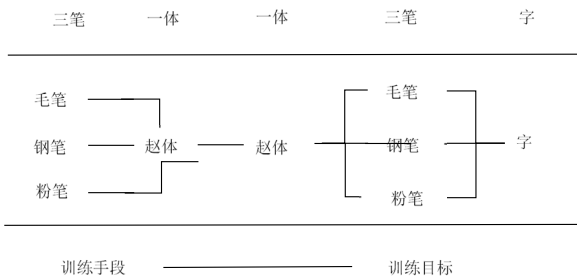 三笔 一体 一体 三笔 字
毛笔 毛笔
钢笔 赵体 赵体 钢笔 字
粉笔 粉笔
训练手段 训练目标